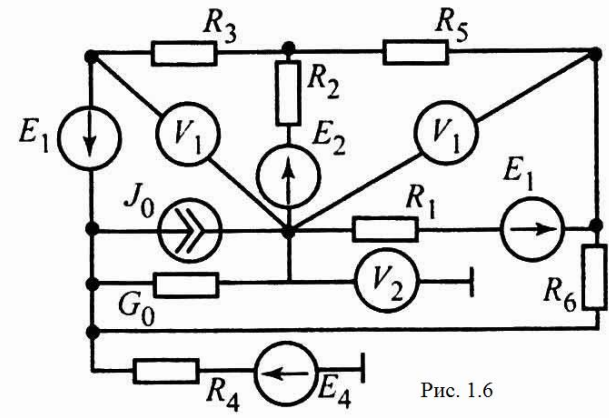 R₃ R₅
R₂
E₁ V₁ E₂ V₁
J₀ R₁ E₁
G₀ V₂ R₆
R₄ E₄ Рис. 1.6